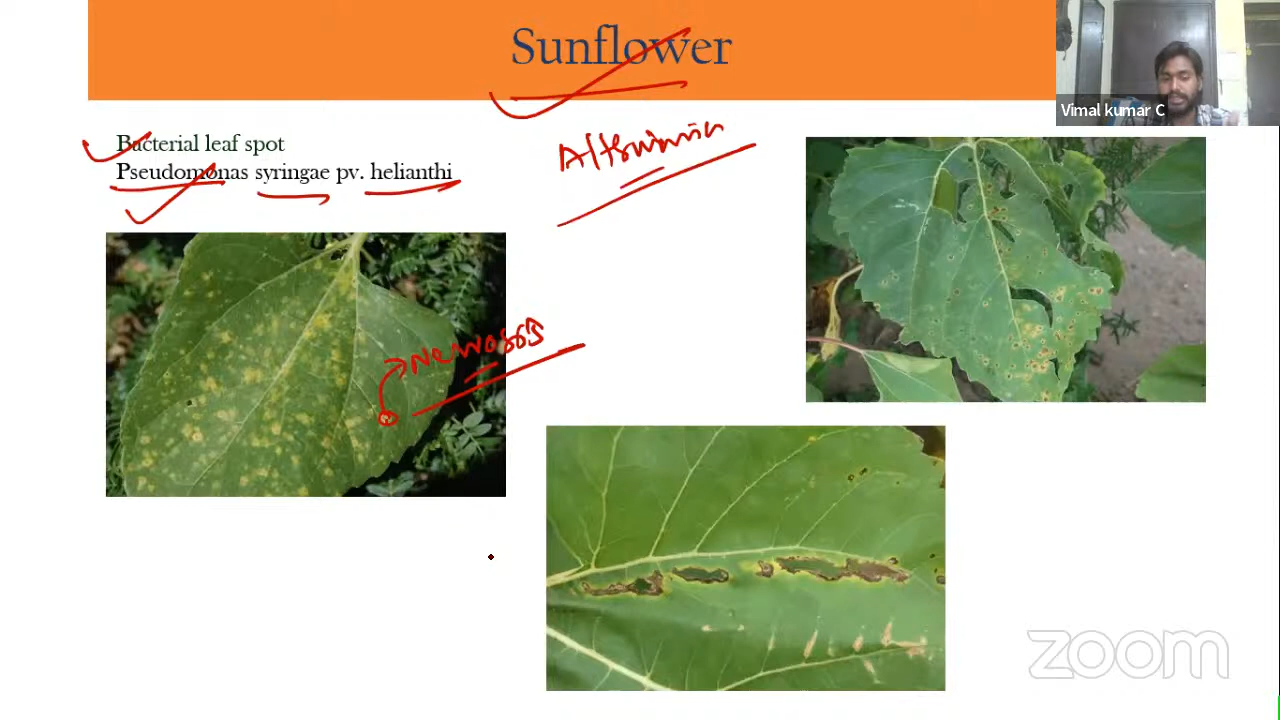 Sunflower
Vimal kumar C
Bacterial leaf spot
Pseudomonas syringae pv. helianthi
Alternaria
Necrosis
zoom